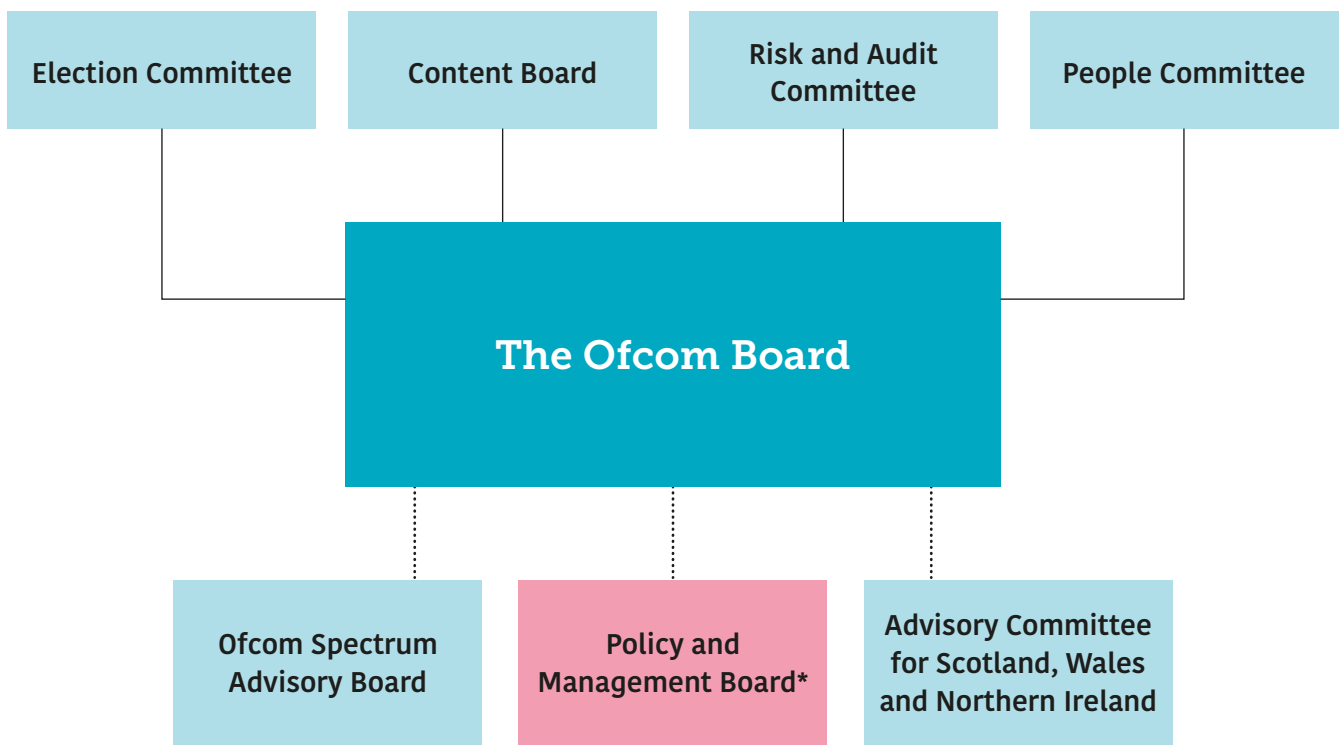 Election Committee
Content Board
Risk and Audit
Committee
People Committee
The Ofcom Board
Ofcom Spectrum
Advisory Board
Policy and
Management Board*
Advisory Committee
for Scotland, Wales
and Northern Ireland